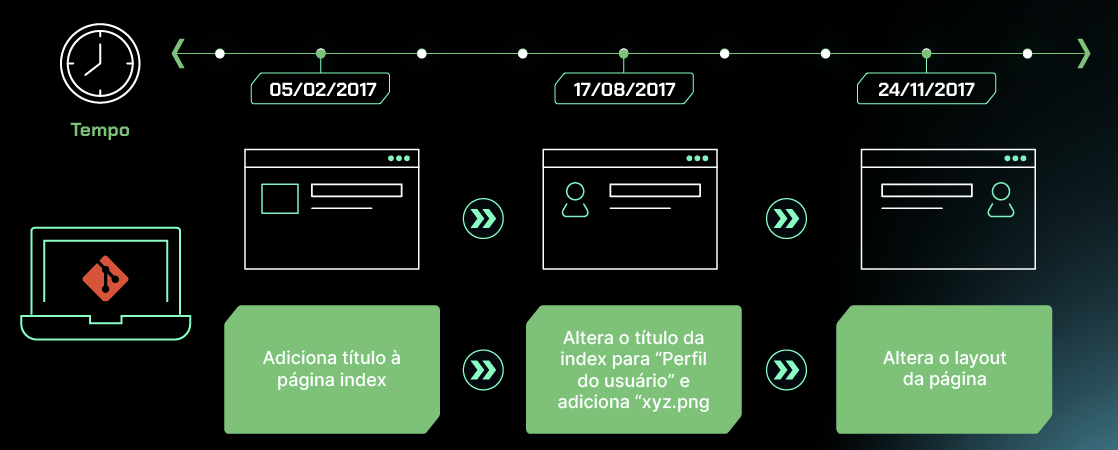 Tempo
05/02/2017
17/08/2017
24/11/2017
Adiciona título à
página index
Altera o título da
index para “Perfil
do usuário” e
adiciona “xyz.png
Altera o layout
da página